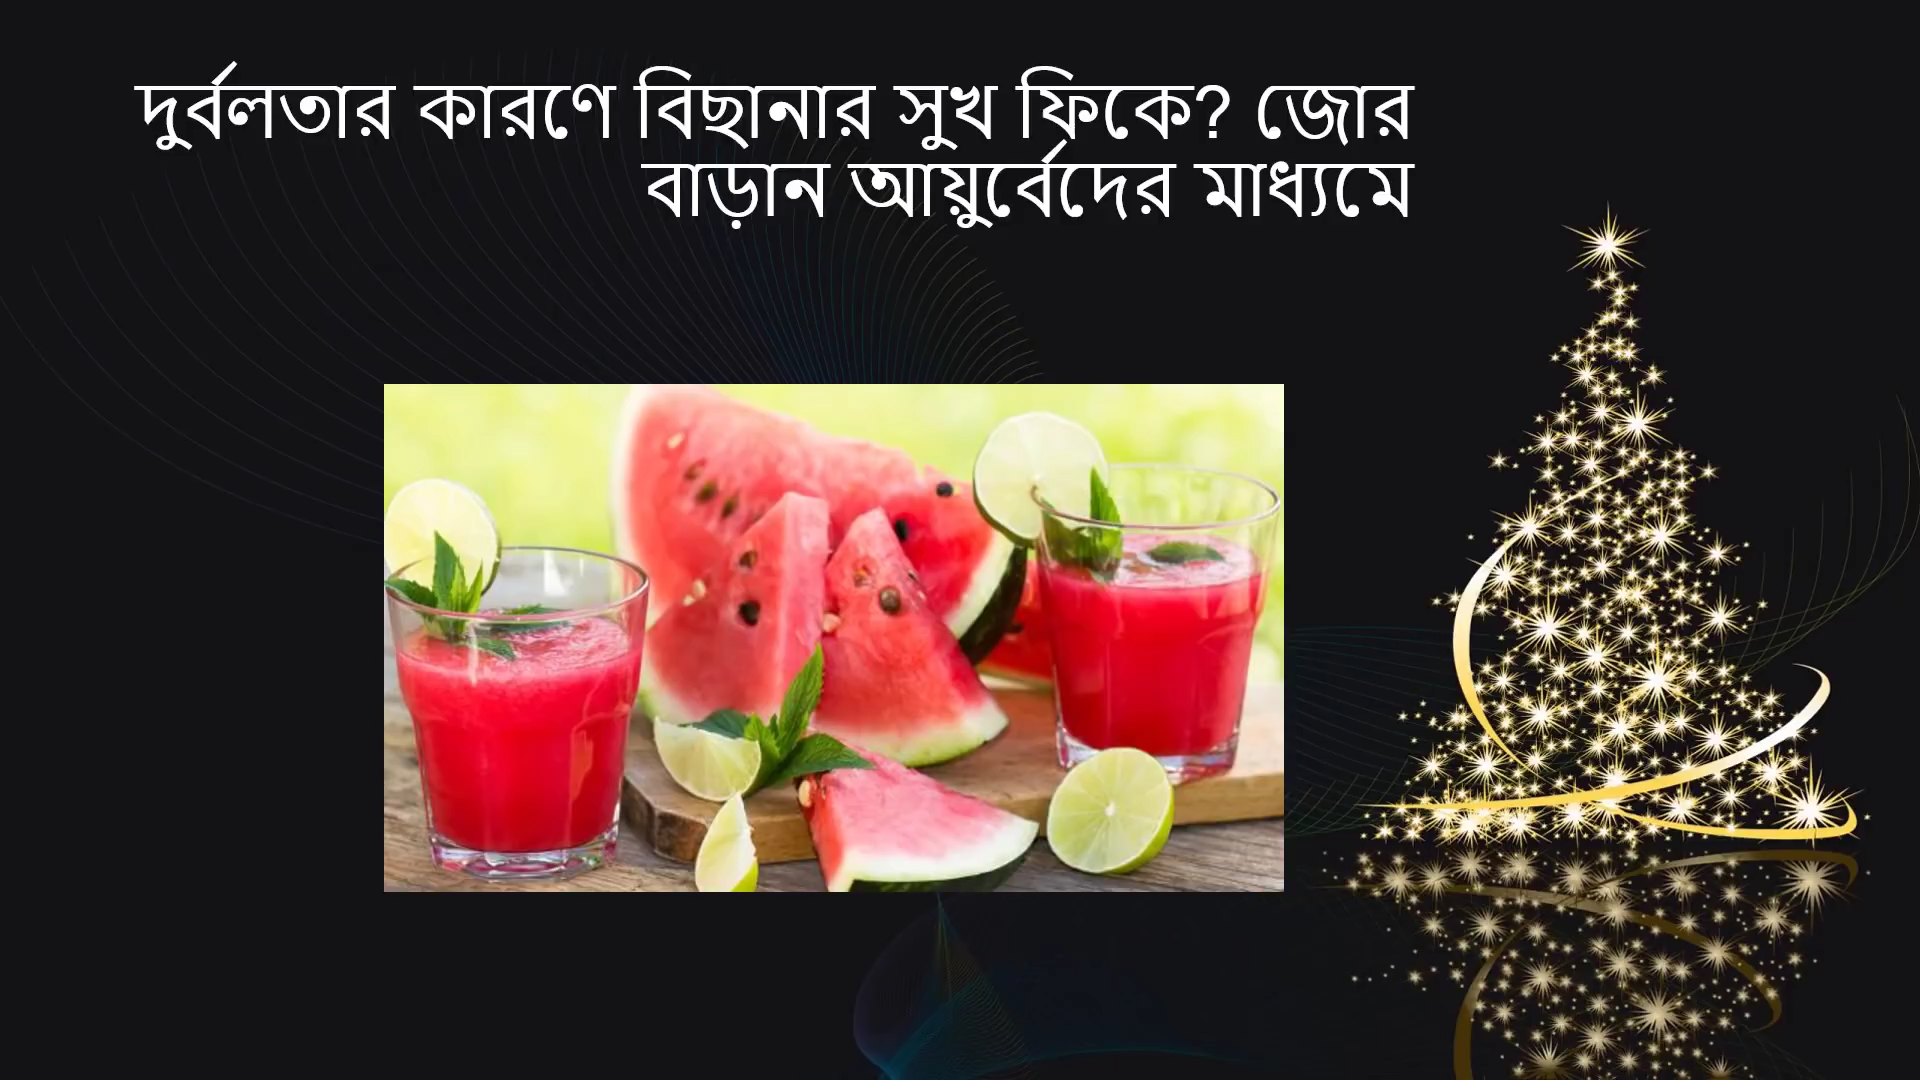 দুর্বলতার কারণে বিছানার সুখ ফিকে? জোর
বাড়ান আয়ুর্বেদের মাধ্যমে